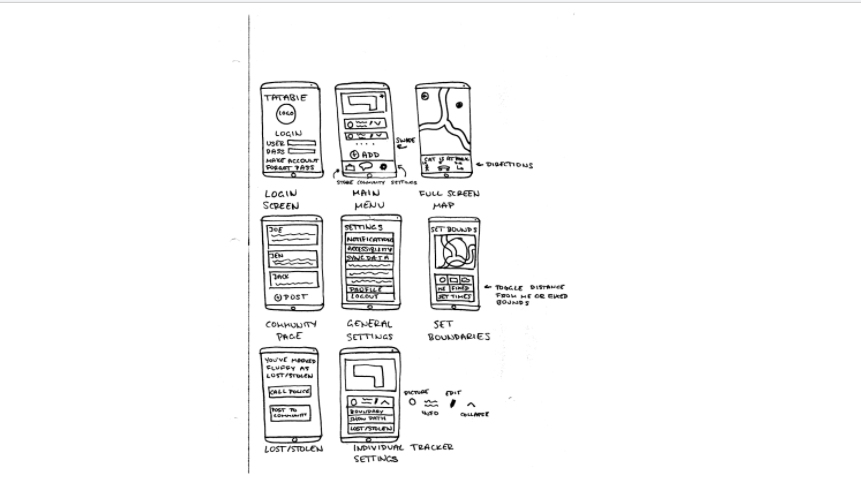 TATABLE
LOGO
LOGIN
USER
PASS
MAKE ACCOUNT
FORGOT PASS
LOGIN
SCREEN
ADD
SWIPE
STORE COMMUNITY SETTINGS
MAIN
MENU
CAT IS AT PARK
DIRECTIONS
FULL SCREEN
MAP
JOE
JEN
JACK
POST
COMMUNITY
PAGE
SETTINGS
NOTIFICATIONS
ACCESSIBILITY
SYNC DATA
PROFILE
LOGOUT
GENERAL
SETTINGS
SET BOUNDS
ME FIXED
SET TIMES
TOGGLE DISTANCE
FROM ME OR FIXED
BOUNDS
SET
BOUNDARIES
YOU'VE MARKED
FLUFFY AS
LOST/STOLEN
CALL POLICE
POST TO
COMMUNITY
LOST/STOLEN
BOUNDARY
SHOW PATH
LOST/STOLEN
INDIVIDUAL TRACKER
SETTINGS
PICTURE
EDIT
INFO
COLLAPSE